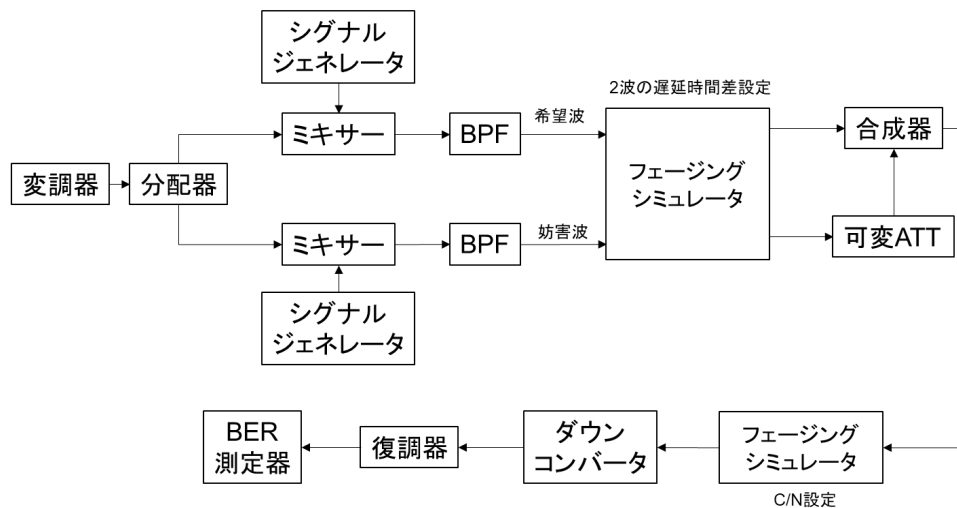 シグナル
ジェネレータ
2波の遅延時間差設定
ミキサー
BPF
希望波
合成器
変調器
分配器
フェージング
シミュレータ
ミキサー
BPF
妨害波
可変ATT
シグナル
ジェネレータ
BER
測定器
復調器
ダウン
コンバータ
フェージング
シミュレータ
C/N設定